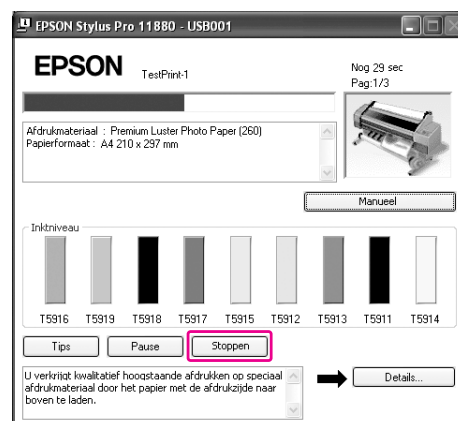 EPSON Stylus Pro 11880 - USB001
EPSON TestPrint-1
Nog 29 sec
Pag:1/3
Afdrukmateriaal : Premium Luster Photo Paper (260)
Papierformaat : A4 210 x 297 mm
Manueel
Inktniveau
T5916 T5919 T5918 T5917 T5915 T5912 T5913 T5911 T5914
Tips Pause Stoppen
U verkrijgt kwalitatief hoogstaande afdrukken op speciaal
afdrukmateriaal door het papier met de afdrukzijde naar
boven te laden.
Details...